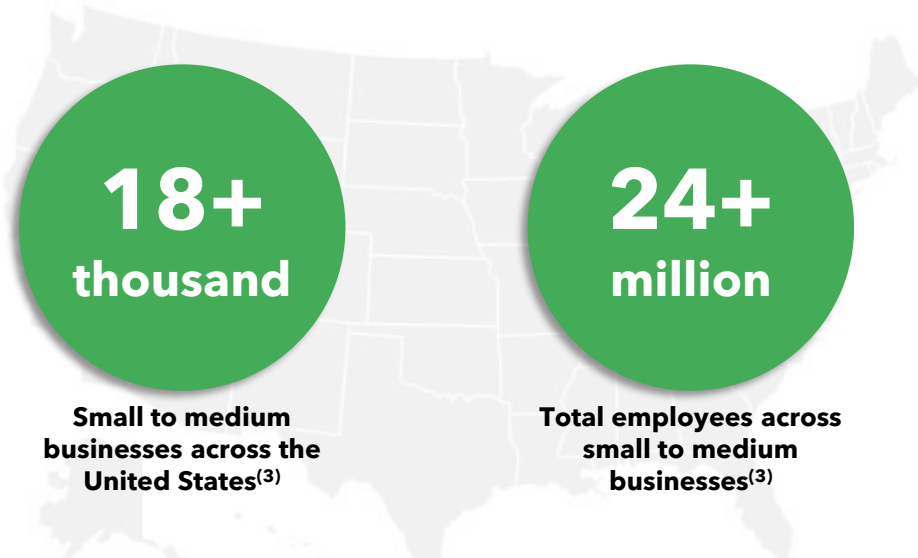 18+
thousand
Small to medium
businesses across the
United States(3)
24+
million
Total employees across
small to medium
businesses(3)